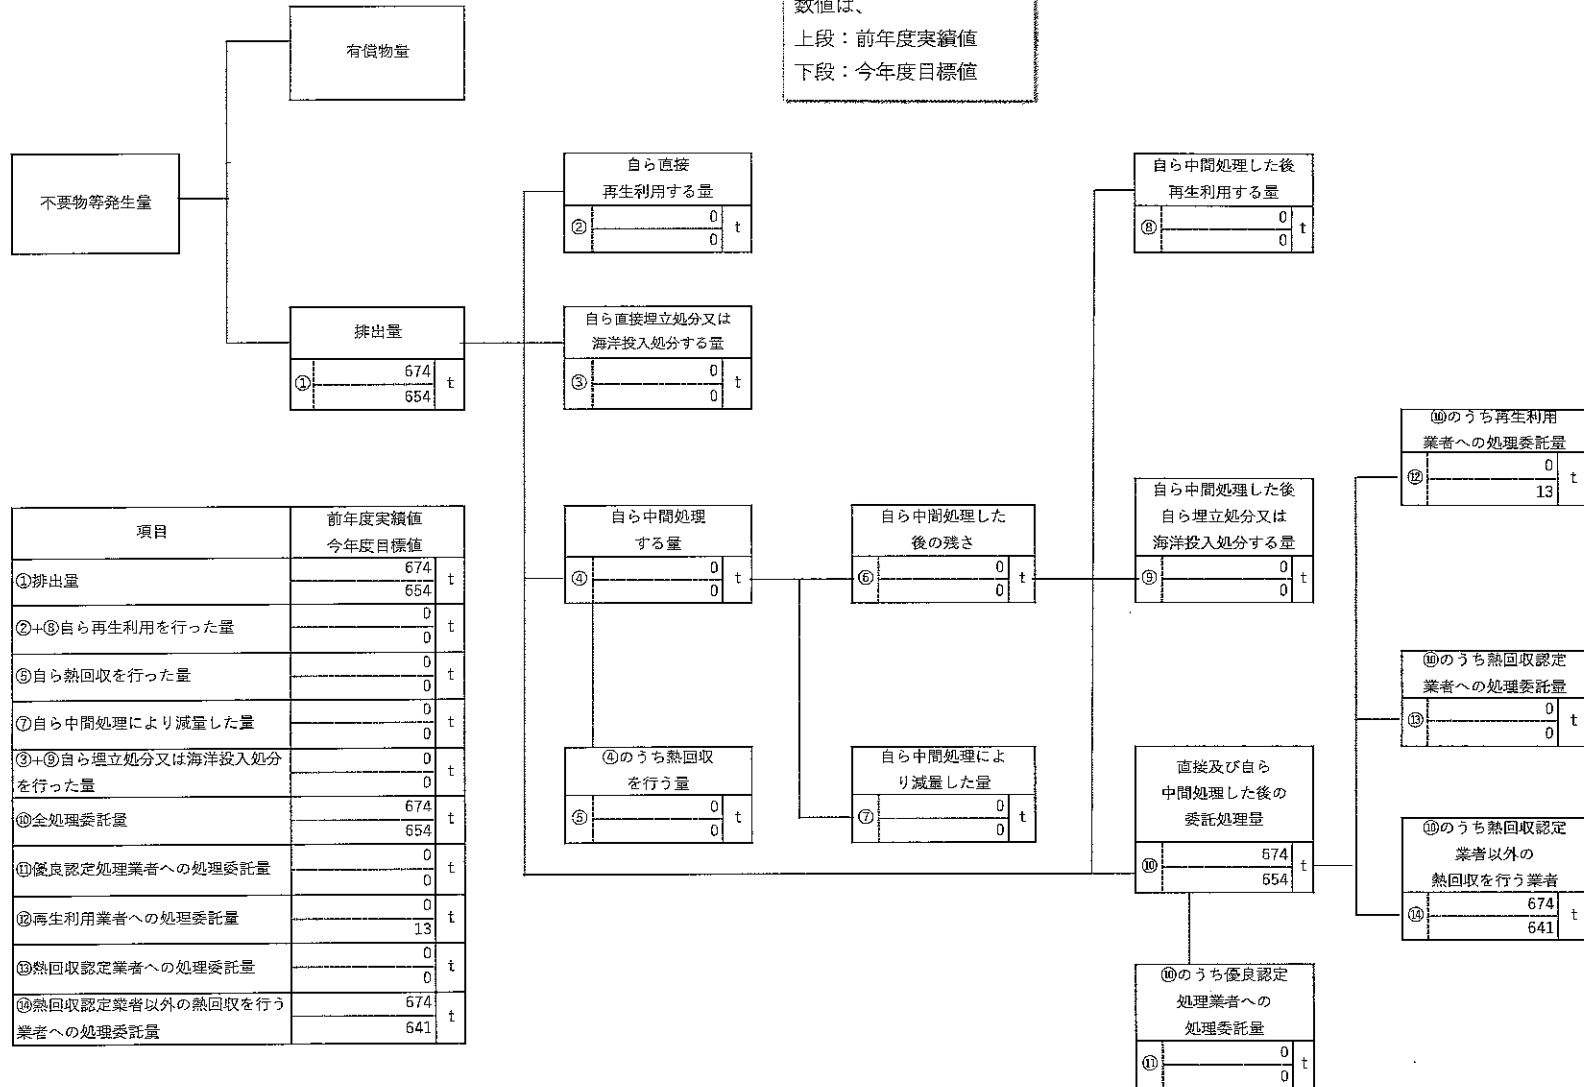 数値は、
上段：前年度実績値
下段：今年度目標値
有償物量
不要物等発生量
排出量
① 674 t
654
自ら直接
再生利用する量
② 0 t
0
自ら直接埋立処分又は
海洋投入処分する量
③ 0 t
0
自ら中間処理
する量
④ 0 t
0
④のうち熱回収
を行う量
⑤ 0 t
0
自ら中間処理した
後の残さ
⑥ 0 t
0
自ら中間処理によ
り減量した量
⑦ 0 t
0
自ら中間処理した後
再生利用する量
⑧ 0 t
0
自ら中間処理した後
自ら埋立処分又は
海洋投入処分する量
⑨ 0 t
0
直接及び自ら
中間処理した後の
委託処理量
⑩ 674 t
654
⑩のうち優良認定
処理業者への
処理委託量
⑪ 0 t
0
⑩のうち再生利用
業者への処理委託量
⑫ 0 t
13
⑩のうち熱回収認定
業者への処理委託量
⑬ 0 t
0
⑩のうち熱回収認定
業者以外の
熱回収を行う業者
⑭ 674 t
641
項目 前年度実績値
今年度目標値
①排出量 674 t
654
②+⑧自ら再生利用を行った量 0 t
0
⑤自ら熱回収を行った量 0 t
0
⑦自ら中間処理により減量した量 0 t
0
③+⑨自ら埋立処分又は海洋投入処分 0 t
を行った量 0
⑩全処理委託量 674 t
654
⑪優良認定処理業者への処理委託量 0 t
0
⑫再生利用業者への処理委託量 0 t
13
⑬熱回収認定業者への処理委託量 0 t
0
⑭熱回収認定業者以外の熱回収を行う 674 t
業者への処理委託量 641